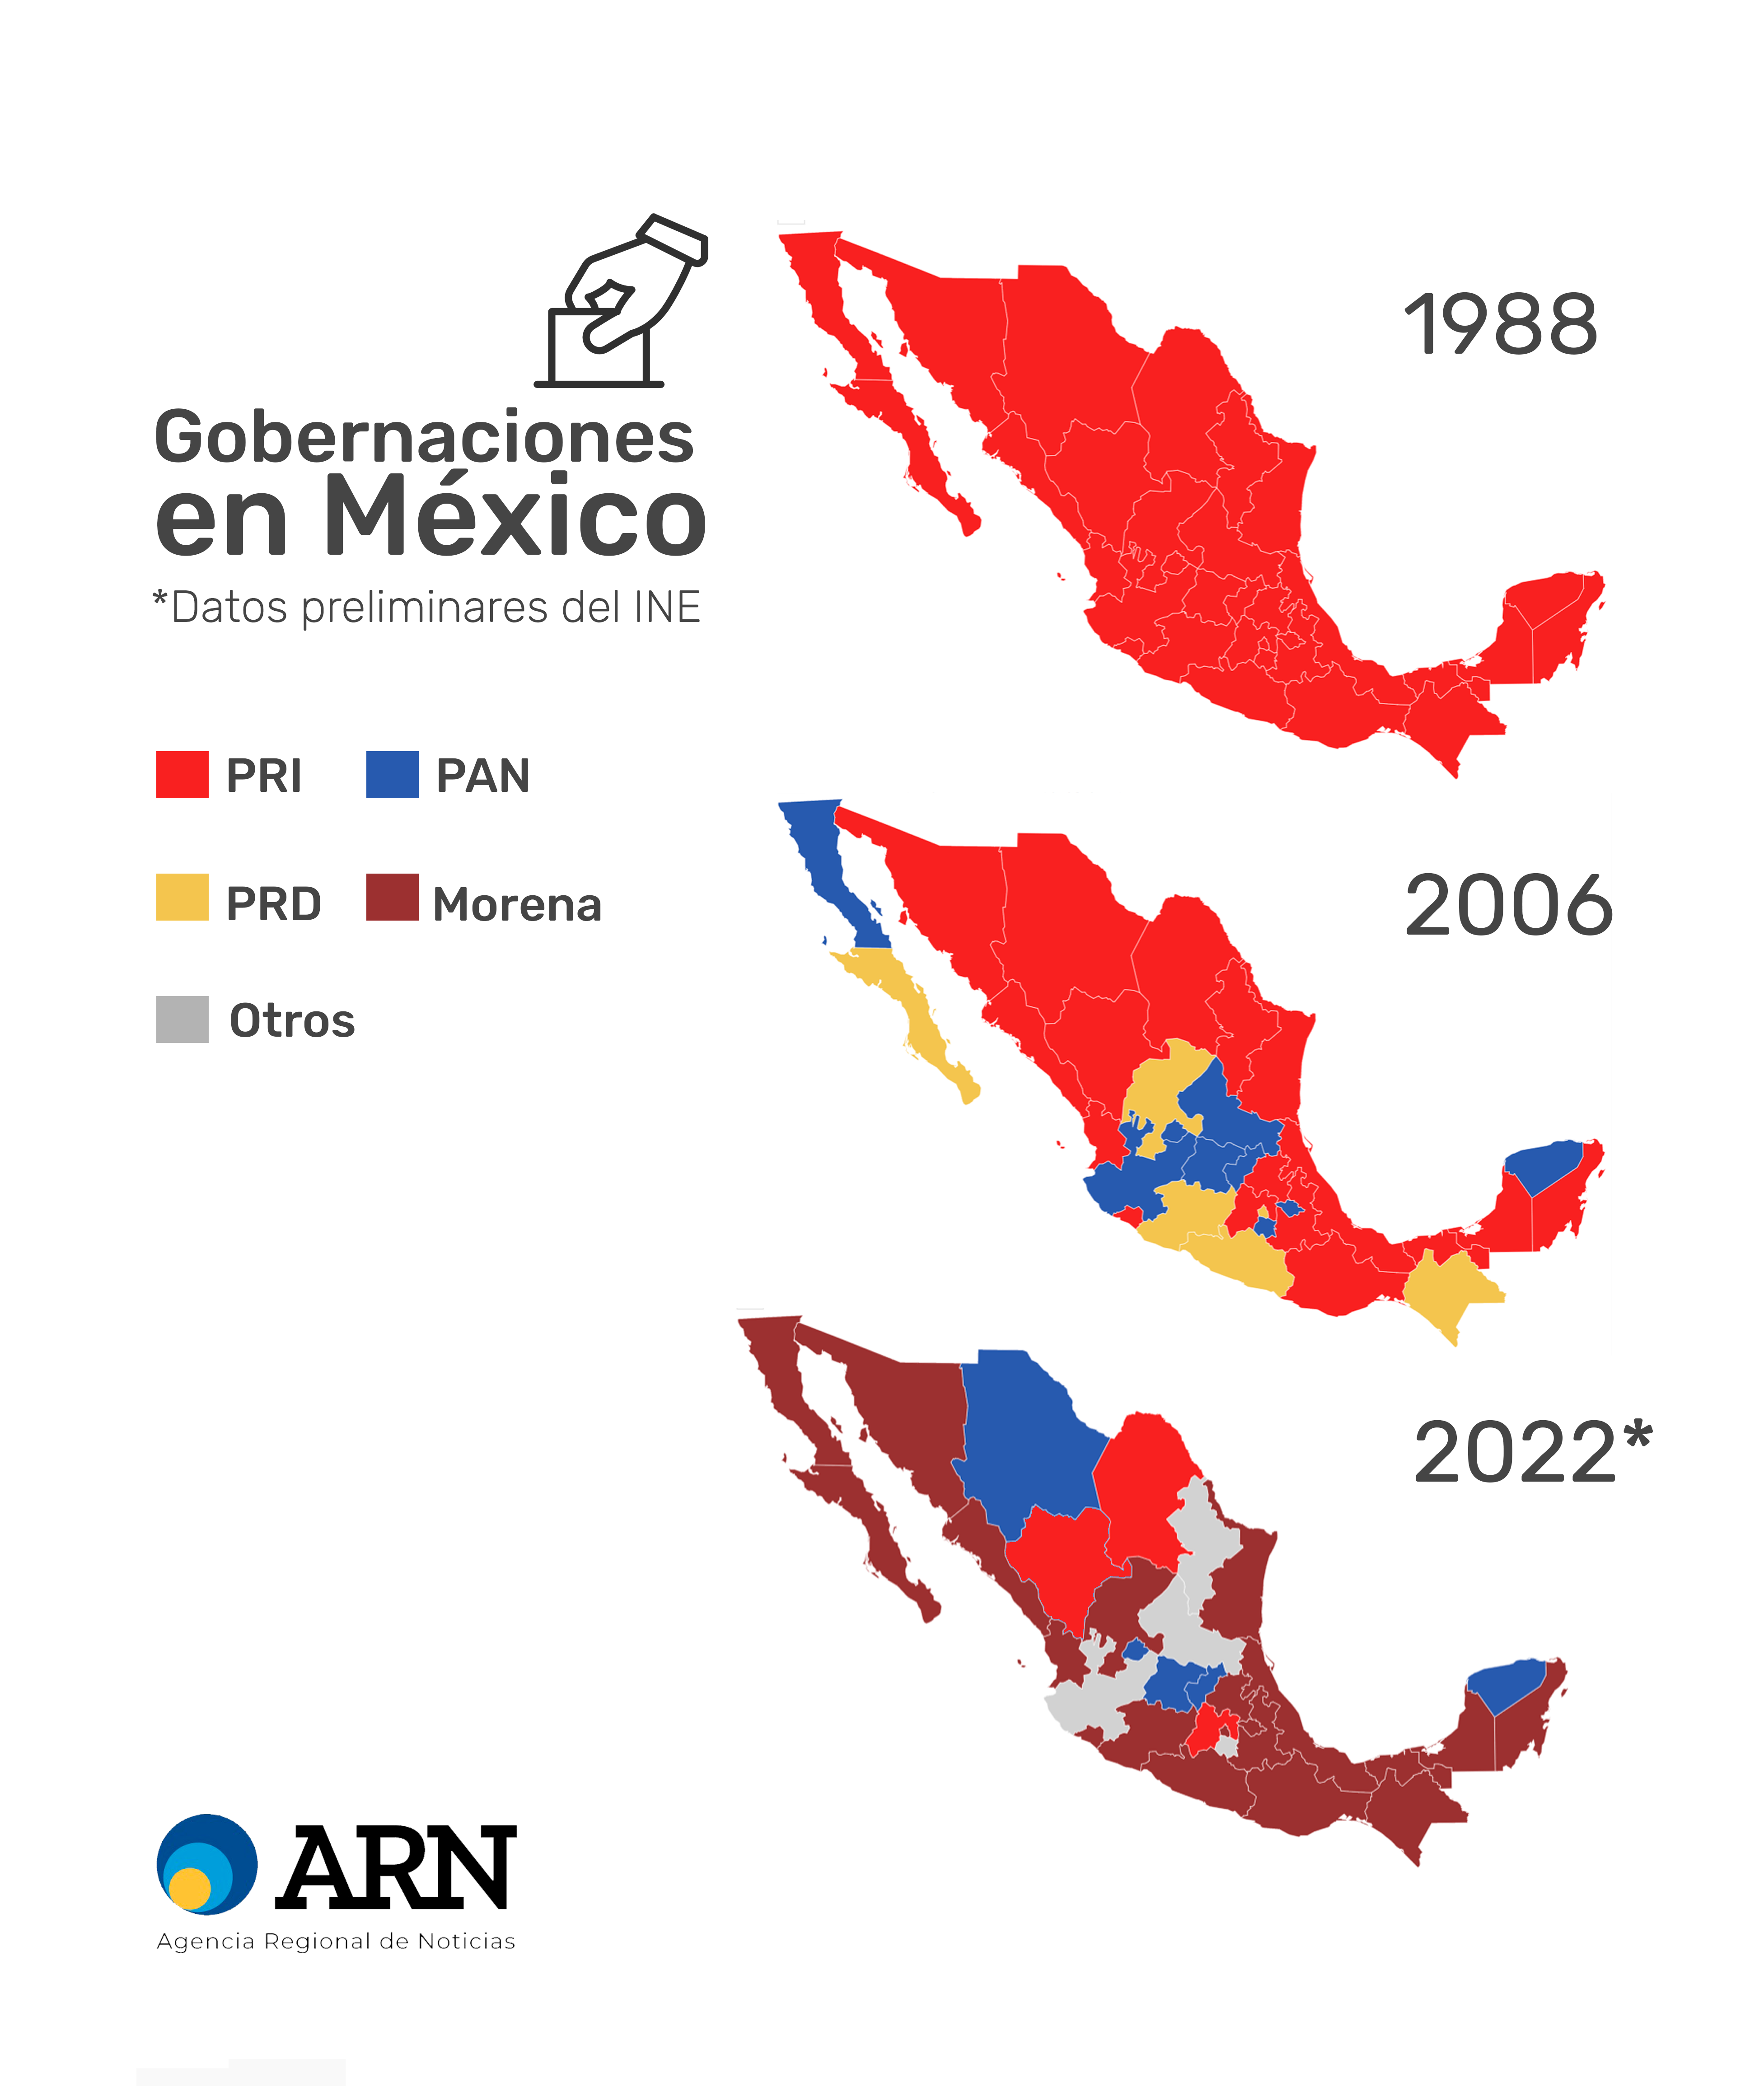 1988
Gobernaciones
en México
*Datos preliminares del INE
PRI
PAN
2006
PRD
Morena
Otros
2022*
ARN
Agencia Regional de Noticias